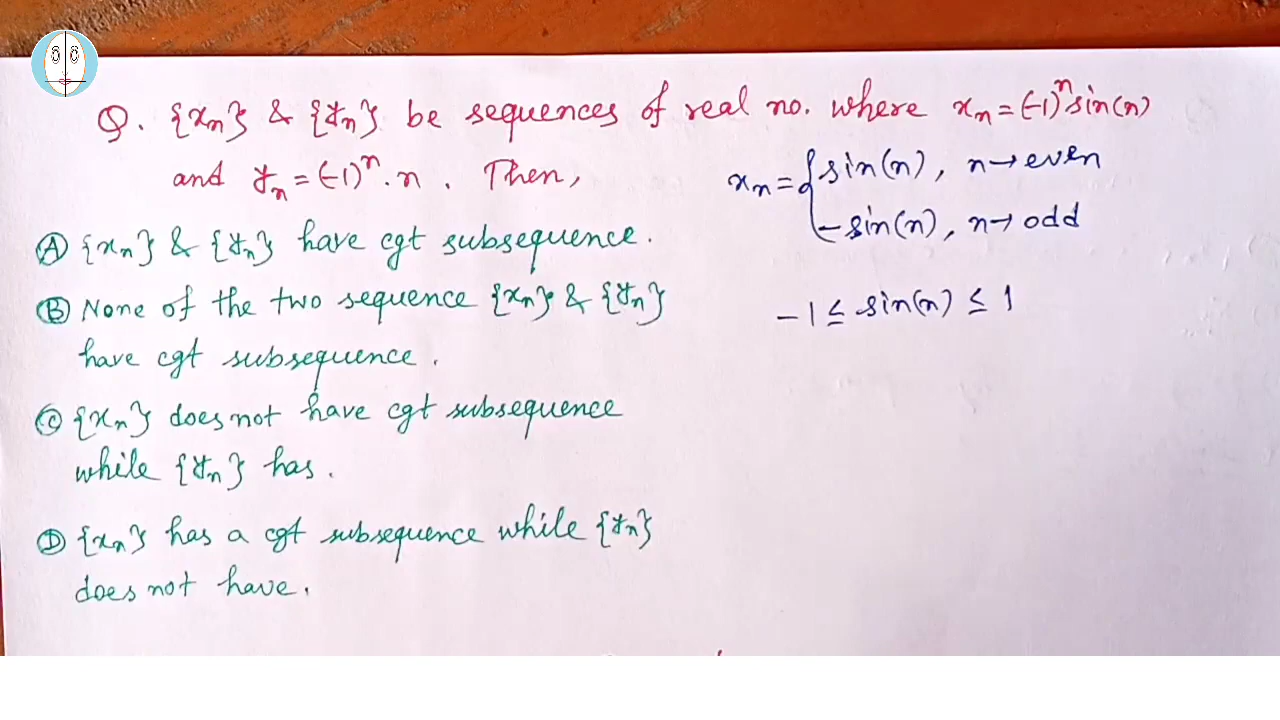 Q. {xₙ} & {yₙ} be sequences of real no. where xₙ = (-1)ⁿ sin(n)
and yₙ = (-1)ⁿ. n . Then,
xₙ = { sin(n), n → even
-sin(n), n → odd
-1 ≤ sin(n) ≤ 1
Ⓐ {xₙ} & {yₙ} have cgt subsequence.
Ⓑ None of the two sequence {xₙ} & {yₙ}
have cgt subsequence.
Ⓒ {xₙ} does not have cgt subsequence
while {yₙ} has.
Ⓓ {xₙ} has a cgt subsequence while {yₙ}
does not have.